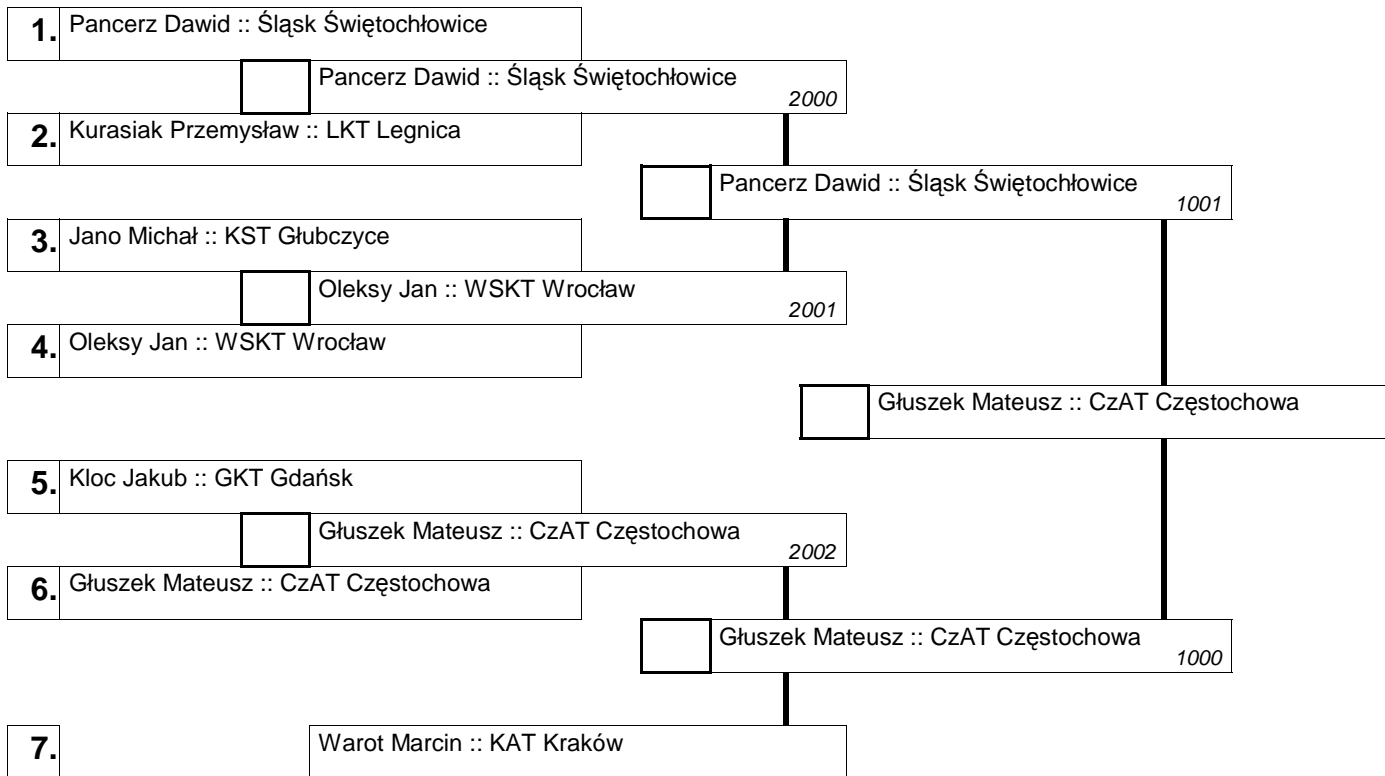 1. Pancerz Dawid :: Śląsk Świętochłowice
Pancerz Dawid :: Śląsk Świętochłowice
2000
2. Kurasiak Przemysław :: LKT Legnica
Pancerz Dawid :: Śląsk Świętochłowice
1001
3. Jano Michał :: KST Głubczyce
Oleksy Jan :: WSKT Wrocław
2001
4. Oleksy Jan :: WSKT Wrocław
Głuszek Mateusz :: CzAT Częstochowa
5. Kloc Jakub :: GKT Gdańsk
Głuszek Mateusz :: CzAT Częstochowa
2002
6. Głuszek Mateusz :: CzAT Częstochowa
Głuszek Mateusz :: CzAT Częstochowa
1000
7. Warot Marcin :: KAT Kraków